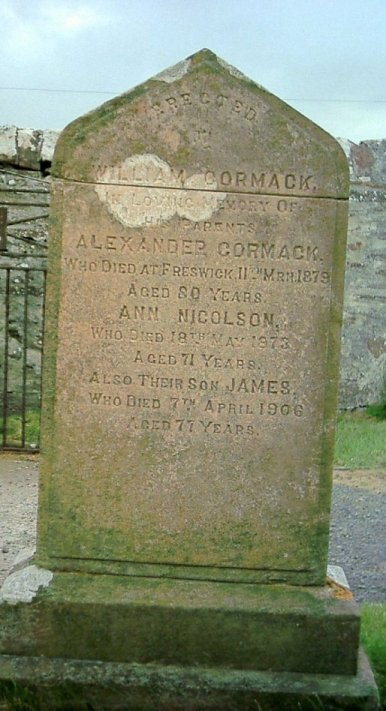 ERECTED
BY
WILLIAM CORMACK,
IN LOVING MEMORY OF
HIS PARENTS
ALEXANDER CORMACK.
WHO DIED AT FRESWICK 11TH MRH 1879
AGED 80 YEARS.
ANN NICOLSON,
WHO DIED 18TH MAY 1873
AGED 71 YEARS.
ALSO THEIR SON JAMES.
WHO DIED 7TH APRIL 1906
AGED 77 YEARS.